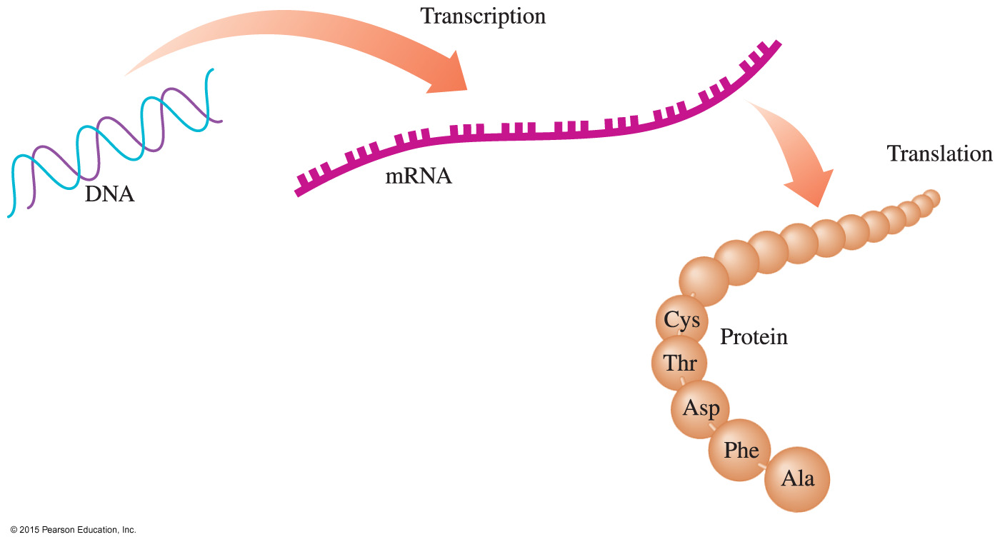 Transcription
DNA
mRNA
Translation
Cys
Protein
Thr
Asp
Phe
Ala
© 2015 Pearson Education, Inc.